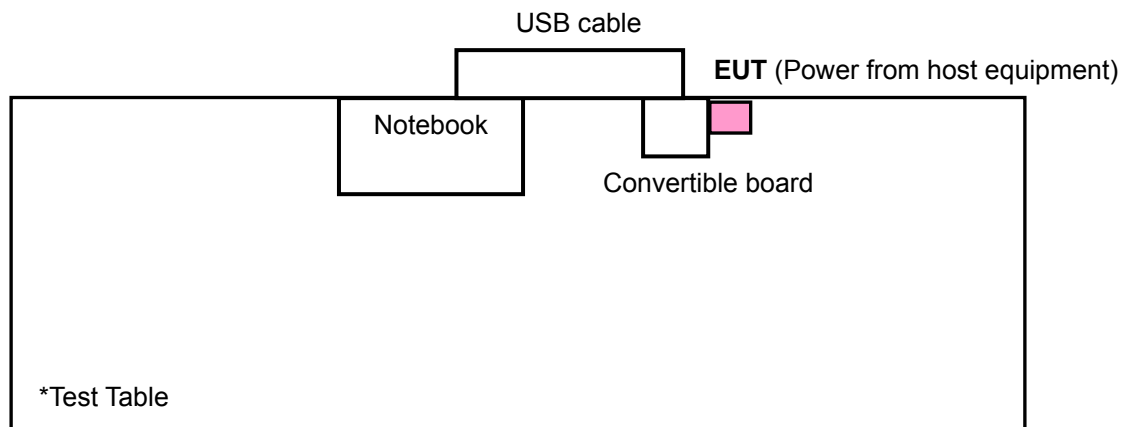 USB cable
EUT (Power from host equipment)
Notebook
Convertible board
*Test Table